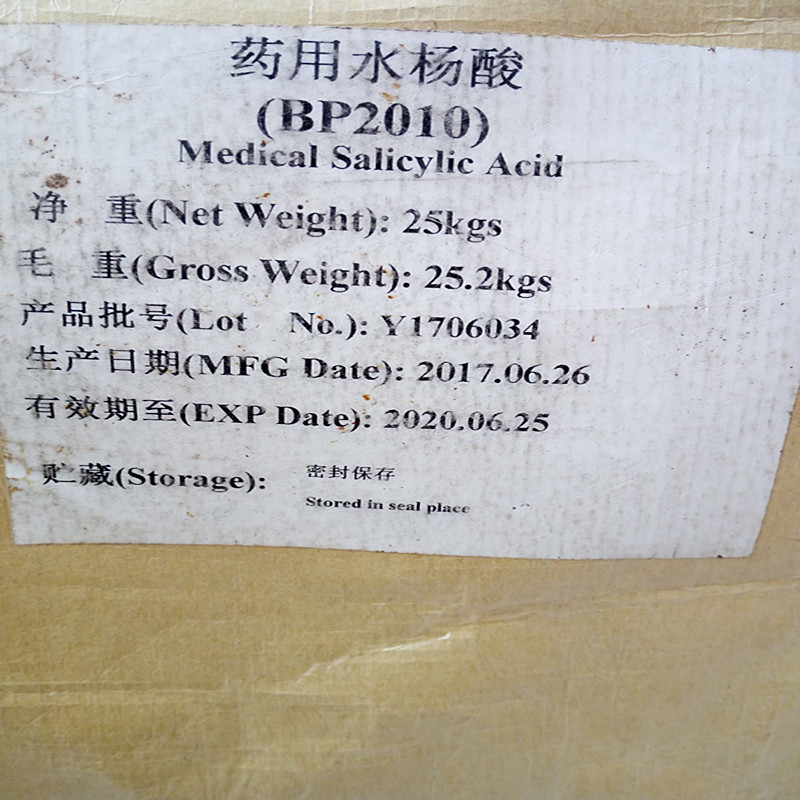 药用水杨酸
(BP2010)
Medical Salicylic Acid
净 重(Net Weight): 25kgs
毛 重(Gross Weight): 25.2kgs
产品批号(Lot No.): Y1706034
生产日期(MFG Date): 2017.06.26
有效期至(EXP Date): 2020.06.25
贮藏(Storage): 密封保存
Stored in seal place